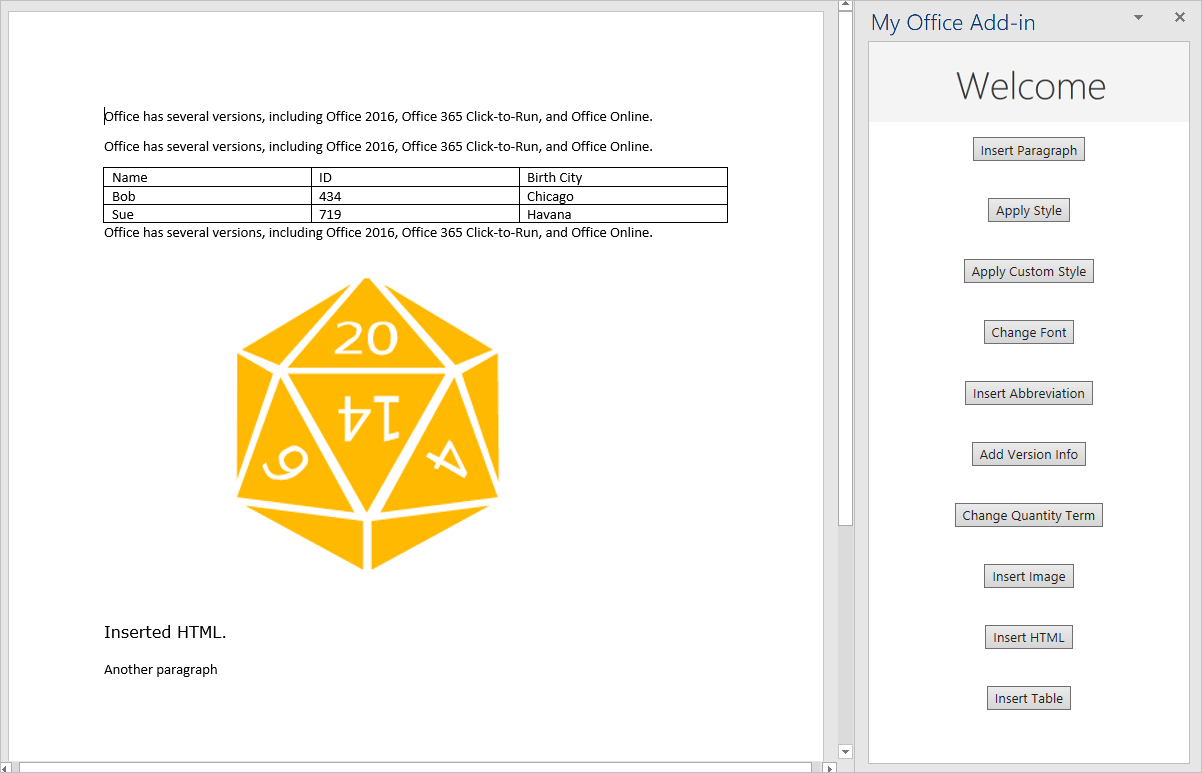 My Office Add-in
Welcome
Office has several versions, including Office 2016, Office 365 Click-to-Run, and Office Online.
Office has several versions, including Office 2016, Office 365 Click-to-Run, and Office Online.
Name ID Birth City
Bob 434 Chicago
Sue 719 Havana
Office has several versions, including Office 2016, Office 365 Click-to-Run, and Office Online.
20
14
9
4
Inserted HTML.
Another paragraph
Insert Paragraph
Apply Style
Apply Custom Style
Change Font
Insert Abbreviation
Add Version Info
Change Quantity Term
Insert Image
Insert HTML
Insert Table